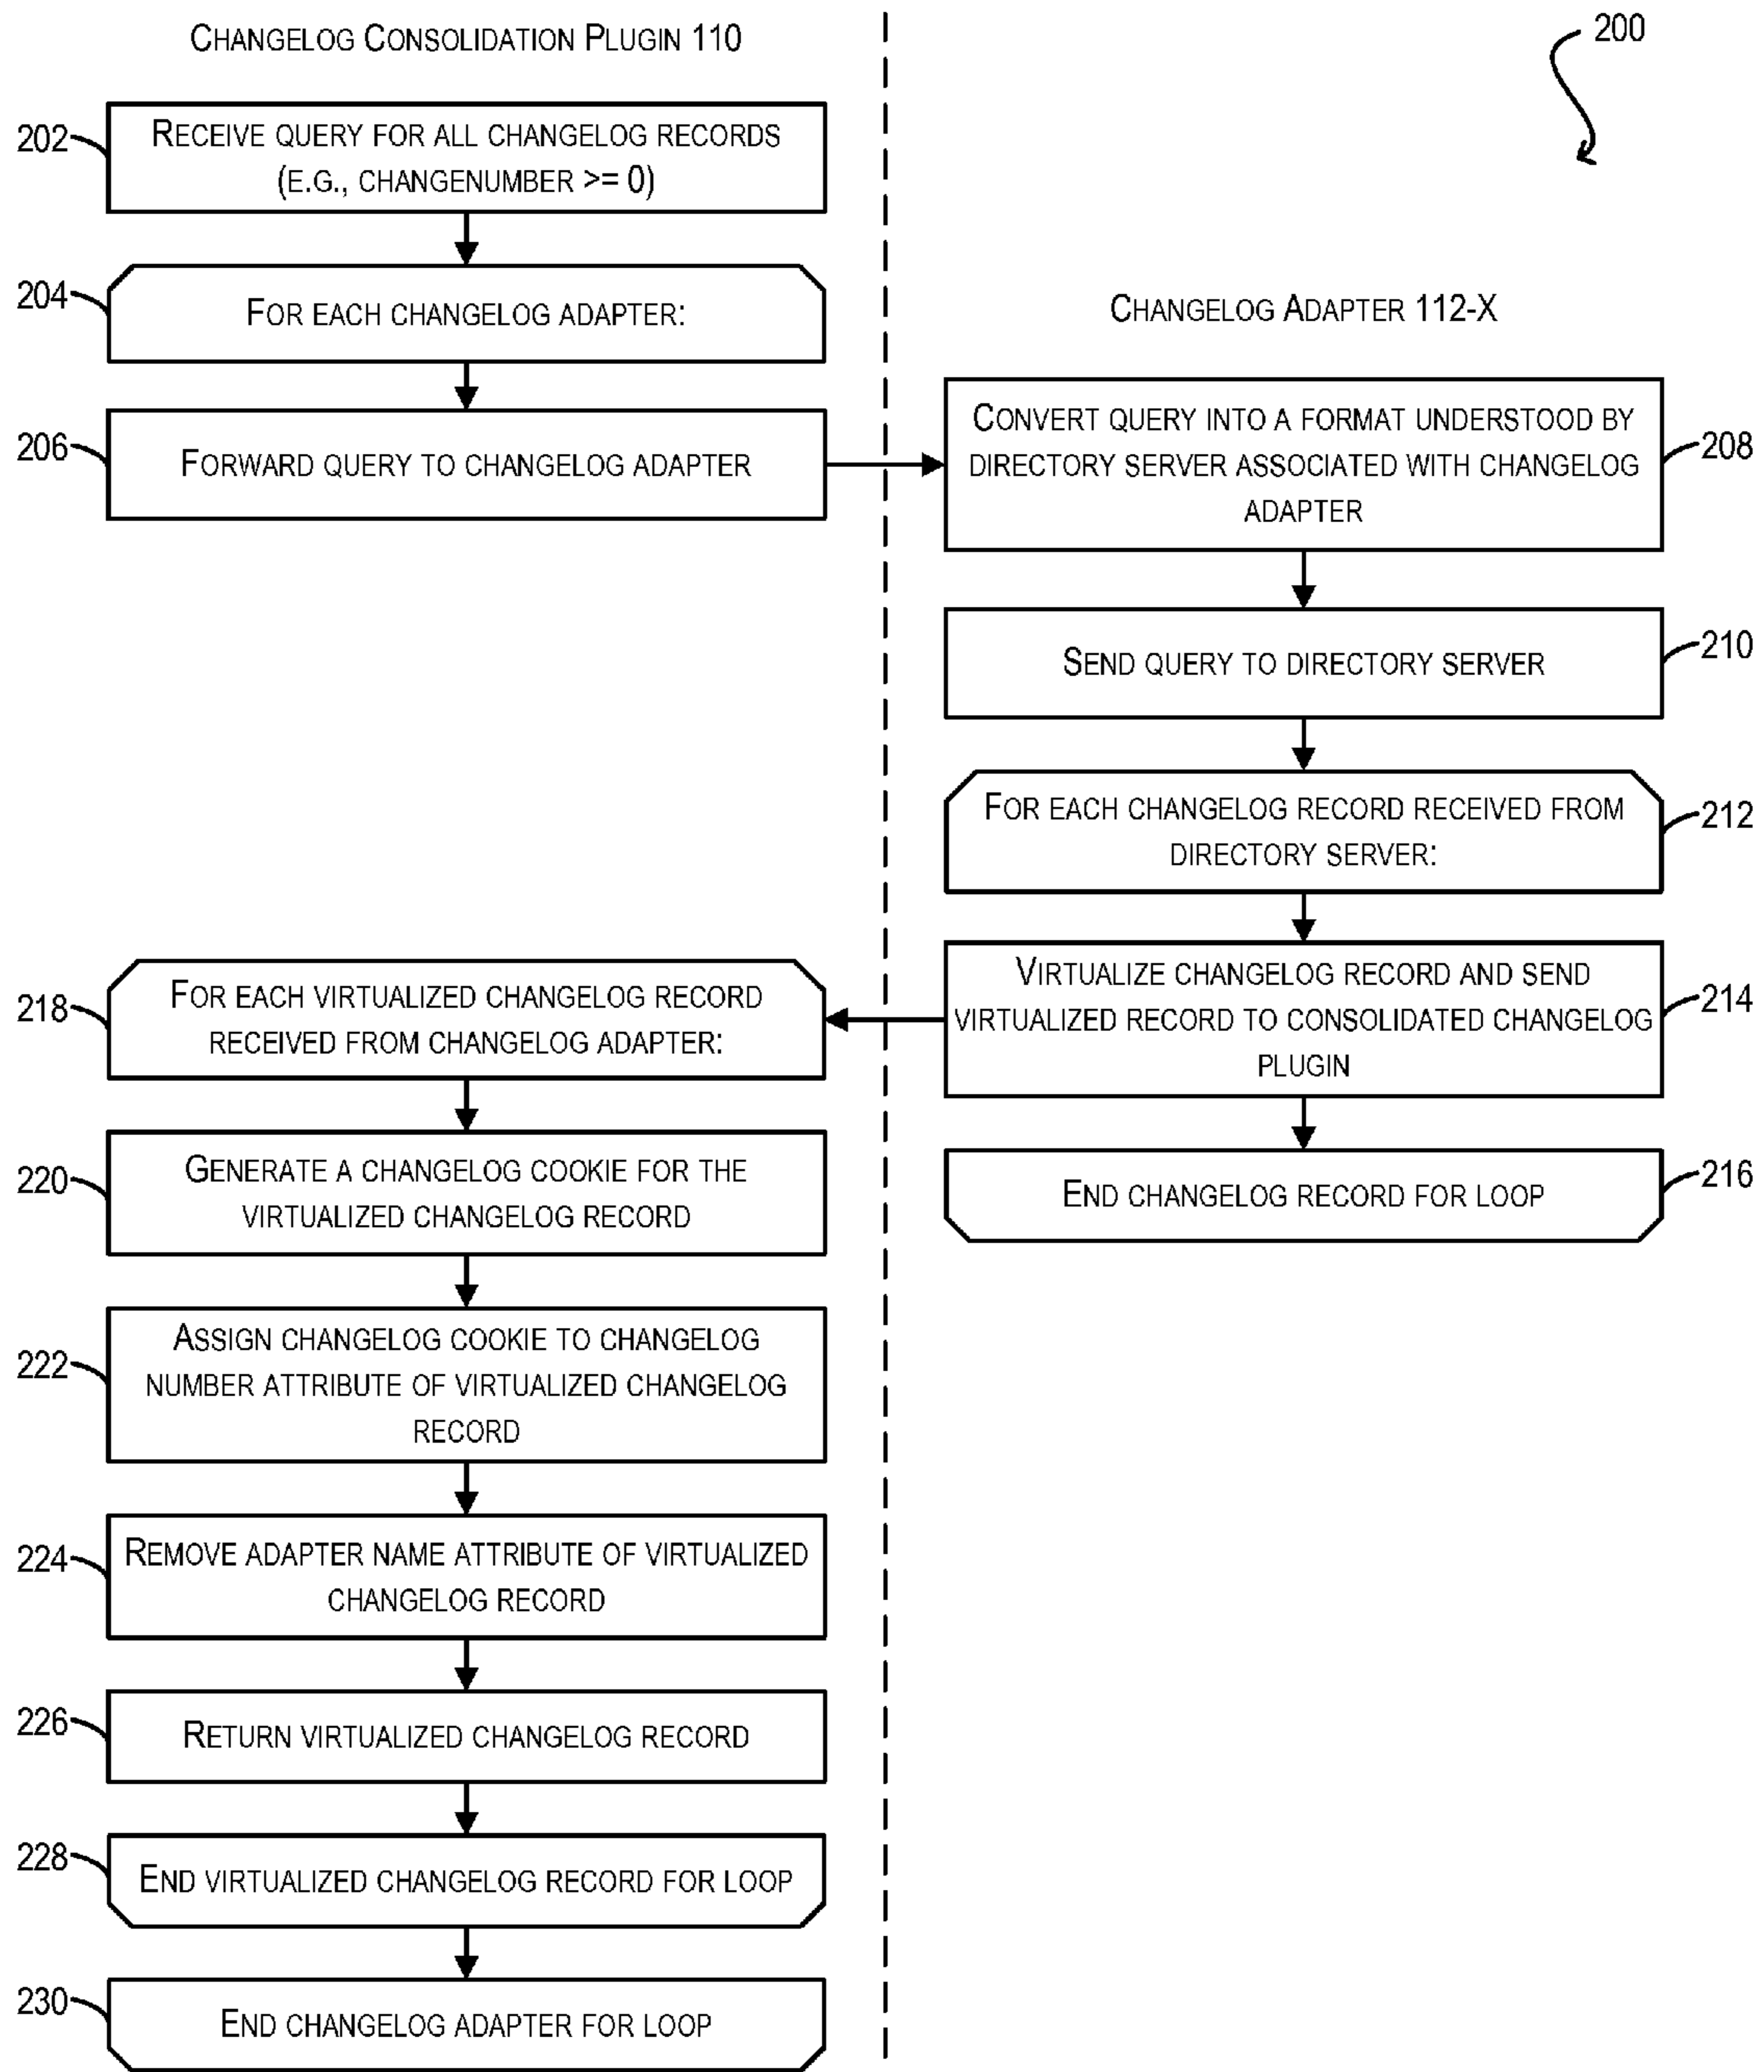 CHANGELOG CONSOLIDATION PLUGIN 110
200
202
RECEIVE QUERY FOR ALL CHANGELOG RECORDS
(E.G., CHANGENUMBER >= 0)
204
FOR EACH CHANGELOG ADAPTER:
CHANGELOG ADAPTER 112-X
206
FORWARD QUERY TO CHANGELOG ADAPTER
CONVERT QUERY INTO A FORMAT UNDERSTOOD BY
DIRECTORY SERVER ASSOCIATED WITH CHANGELOG
ADAPTER
208
SEND QUERY TO DIRECTORY SERVER
210
FOR EACH CHANGELOG RECORD RECEIVED FROM
DIRECTORY SERVER:
212
VIRTUALIZE CHANGELOG RECORD AND SEND
VIRTUALIZED RECORD TO CONSOLIDATED CHANGELOG
PLUGIN
214
END CHANGELOG RECORD FOR LOOP
216
218
FOR EACH VIRTUALIZED CHANGELOG RECORD
RECEIVED FROM CHANGELOG ADAPTER:
220
GENERATE A CHANGELOG COOKIE FOR THE
VIRTUALIZED CHANGELOG RECORD
222
ASSIGN CHANGELOG COOKIE TO CHANGELOG
NUMBER ATTRIBUTE OF VIRTUALIZED CHANGELOG
RECORD
224
REMOVE ADAPTER NAME ATTRIBUTE OF VIRTUALIZED
CHANGELOG RECORD
226
RETURN VIRTUALIZED CHANGELOG RECORD
228
END VIRTUALIZED CHANGELOG RECORD FOR LOOP
230
END CHANGELOG ADAPTER FOR LOOP